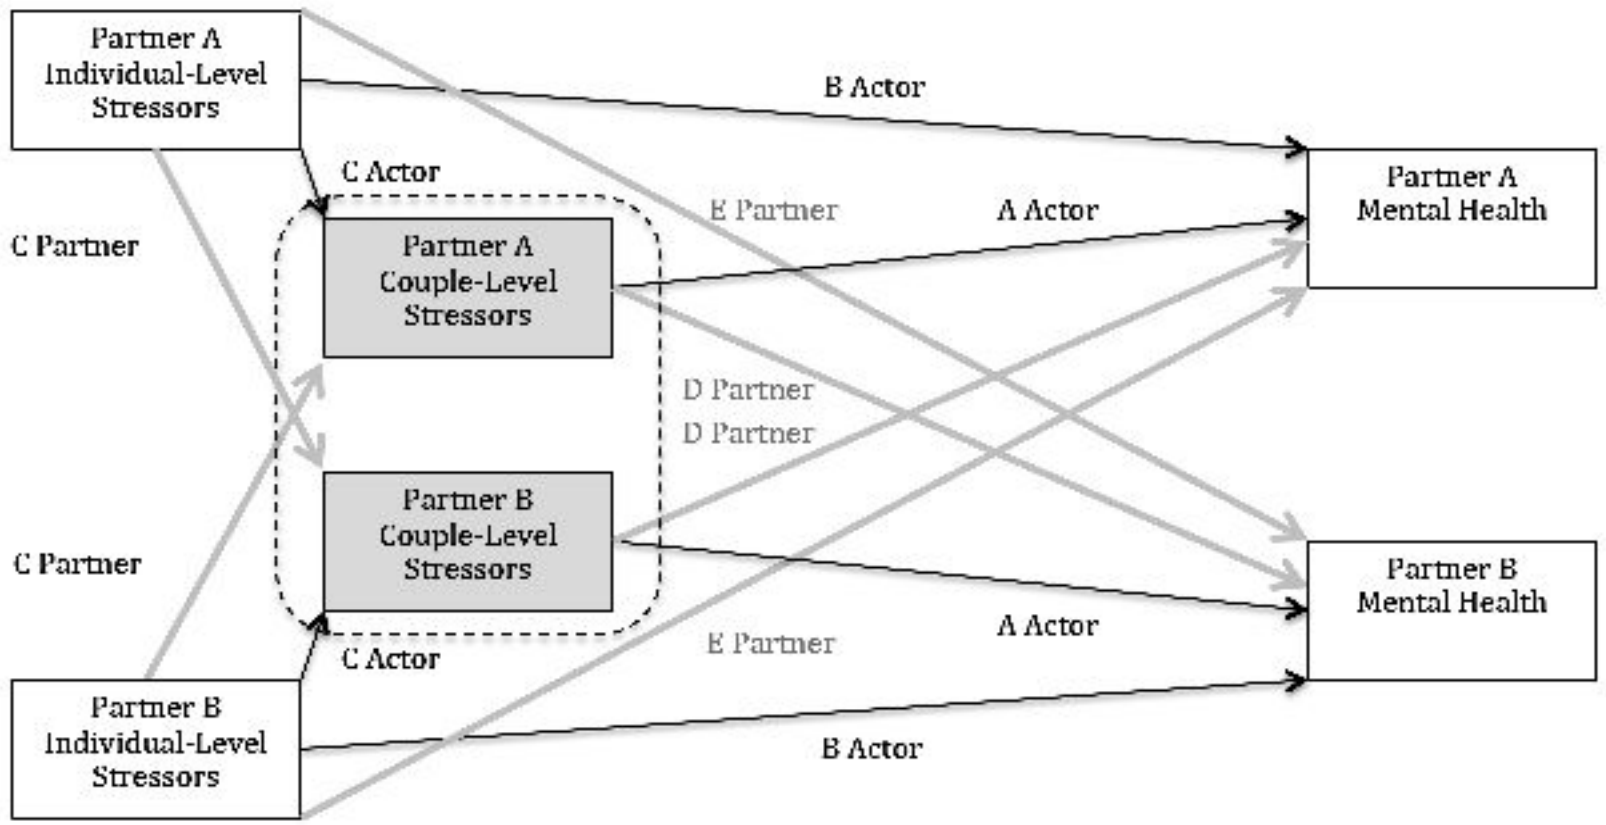 Partner A
Individual-Level
Stressors
B Actor
C Actor
Partner A
Mental Health
E Partner
A Actor
C Partner
Partner A
Couple-Level
Stressors
D Partner
D Partner
Partner B
Couple-Level
Stressors
C Partner
Partner B
Mental Health
A Actor
E Partner
C Actor
Partner B
Individual-Level
Stressors
B Actor